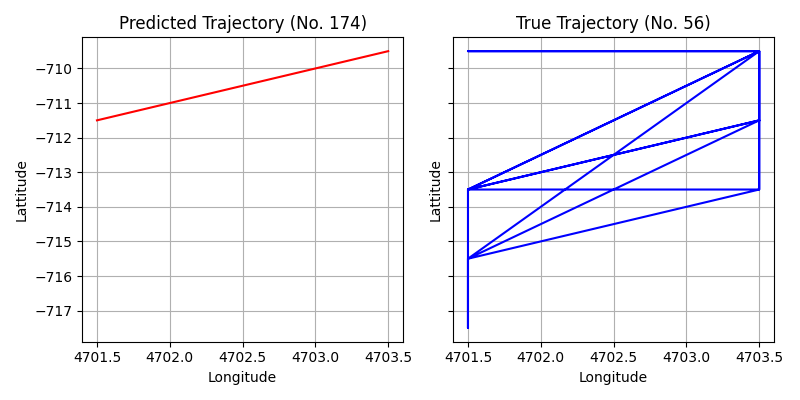 Predicted Trajectory (No. 174)
True Trajectory (No. 56)
Lattitude
−710
−711
−712
−713
−714
−715
−716
−717
4701.5 4702.0 4702.5 4703.0 4703.5
Longitude
Lattitude
4701.5 4702.0 4702.5 4703.0 4703.5
Longitude